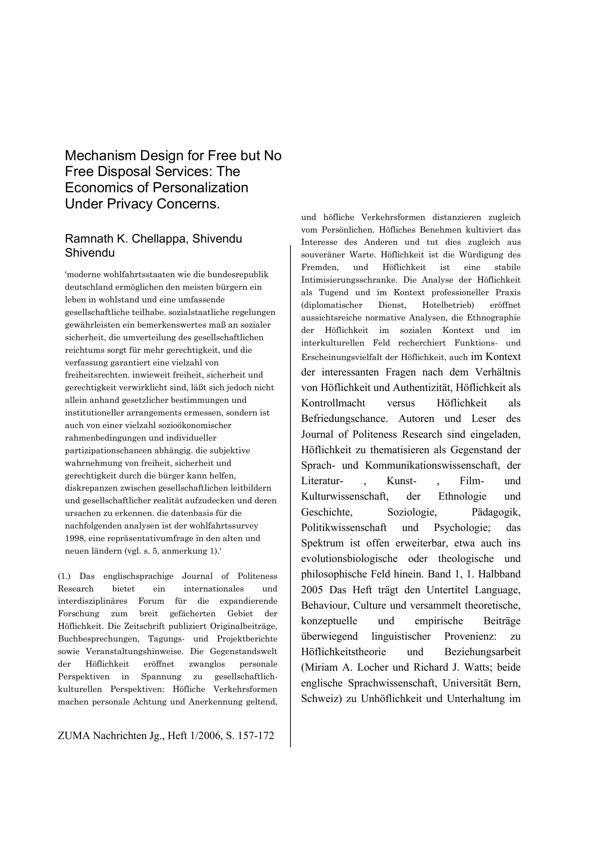 Mechanism Design for Free but No
Free Disposal Services: The
Economics of Personalization
Under Privacy Concerns.
Ramnath K. Chellappa, Shivendu
Shivendu
'moderne wohlfahrtsstaaten wie die bundesrepublik
deutschland ermöglichen den meisten bürgern ein
leben in wohlstand und eine umfassende
gesellschaftliche teilhabe. sozialstaatliche regelungen
gewährleisten ein bemerkenswertes maß an sozialer
sicherheit, die umverteilung des gesellschaftlichen
reichtums sorgt für mehr gerechtigkeit, und die
verfassung garantiert eine vielzahl von
freiheitsrechten. inwieweit freiheit, sicherheit und
gerechtigkeit verwirklicht sind, läßt sich jedoch nicht
allein anhand gesetzlicher bestimmungen und
institutioneller arrangements ermessen, sondern ist
auch von einer vielzahl sozioökonomischer
rahmenbedingungen und individueller
partizipationschancen abhängig. die subjektive
wahrnehmung von freiheit, sicherheit und
gerechtigkeit durch die bürger kann helfen,
diskrepanzen zwischen gesellschaftlichen leitbildern
und gesellschaftlicher realität aufzudecken und deren
ursachen zu erkennen. die datenbasis für die
nachfolgenden analysen ist der wohlfahrtssurvey
1998, eine repräsentativumfrage in den alten und
neuen ländern (vgl. s. 5, anmerkung 1).'
(1.) Das englischsprachige Journal of Politeness
Research bietet ein internationales und
interdisziplinäres Forum für die expandierende
Forschung zum breit gefächerten Gebiet der
Höflichkeit. Die Zeitschrift publiziert Originalbeiträge,
Buchbesprechungen, Tagungs- und Projektberichte
sowie Veranstaltungshinweise. Die Gegenstandswelt
der Höflichkeit eröffnet zwanglos personale
Perspektiven in Spannung zu gesellschaftlich-
kulturellen Perspektiven: Höfliche Verkehrsformen
machen personale Achtung und Anerkennung geltend,
ZUMA Nachrichten Jg., Heft 1/2006, S. 157-172
und höfliche Verkehrsformen distanzieren zugleich
vom Persönlichen. Höfliches Benehmen kultiviert das
Interesse des Anderen und tut dies zugleich aus
souveräner Warte. Höflichkeit ist die Würdigung des
Fremden, und Höflichkeit ist eine stabile
Intimisierungsschranke. Die Analyse der Höflichkeit
als Tugend und im Kontext professioneller Praxis
(diplomatischer Dienst, Hotelbetrieb) eröffnet
aussichtsreiche normative Analysen, die Ethnographie
der Höflichkeit im sozialen Kontext und im
interkulturellen Feld recherchiert Funktions- und
Erscheinungsvielfalt der Höflichkeit, auch im Kontext
der interessanten Fragen nach dem Verhältnis
von Höflichkeit und Authentizität, Höflichkeit als
Kontrollmacht versus Höflichkeit als
Befriedungschance. Autoren und Leser des
Journal of Politeness Research sind eingeladen,
Höflichkeit zu thematisieren als Gegenstand der
Sprach- und Kommunikationswissenschaft, der
Literatur- , Kunst- , Film- und
Kulturwissenschaft, der Ethnologie und
Geschichte, Soziologie, Pädagogik,
Politikwissenschaft und Psychologie; das
Spektrum ist offen erweiterbar, etwa auch ins
evolutionsbiologische oder theologische und
philosophische Feld hinein. Band 1, 1. Halbband
2005 Das Heft trägt den Untertitel Language,
Behaviour, Culture und versammelt theoretische,
konzeptuelle und empirische Beiträge
überwiegend linguistischer Provenienz: zu
Höflichkeitstheorie und Beziehungsarbeit
(Miriam A. Locher und Richard J. Watts; beide
englische Sprachwissenschaft, Universität Bern,
Schweiz) zu Unhöflichkeit und Unterhaltung im